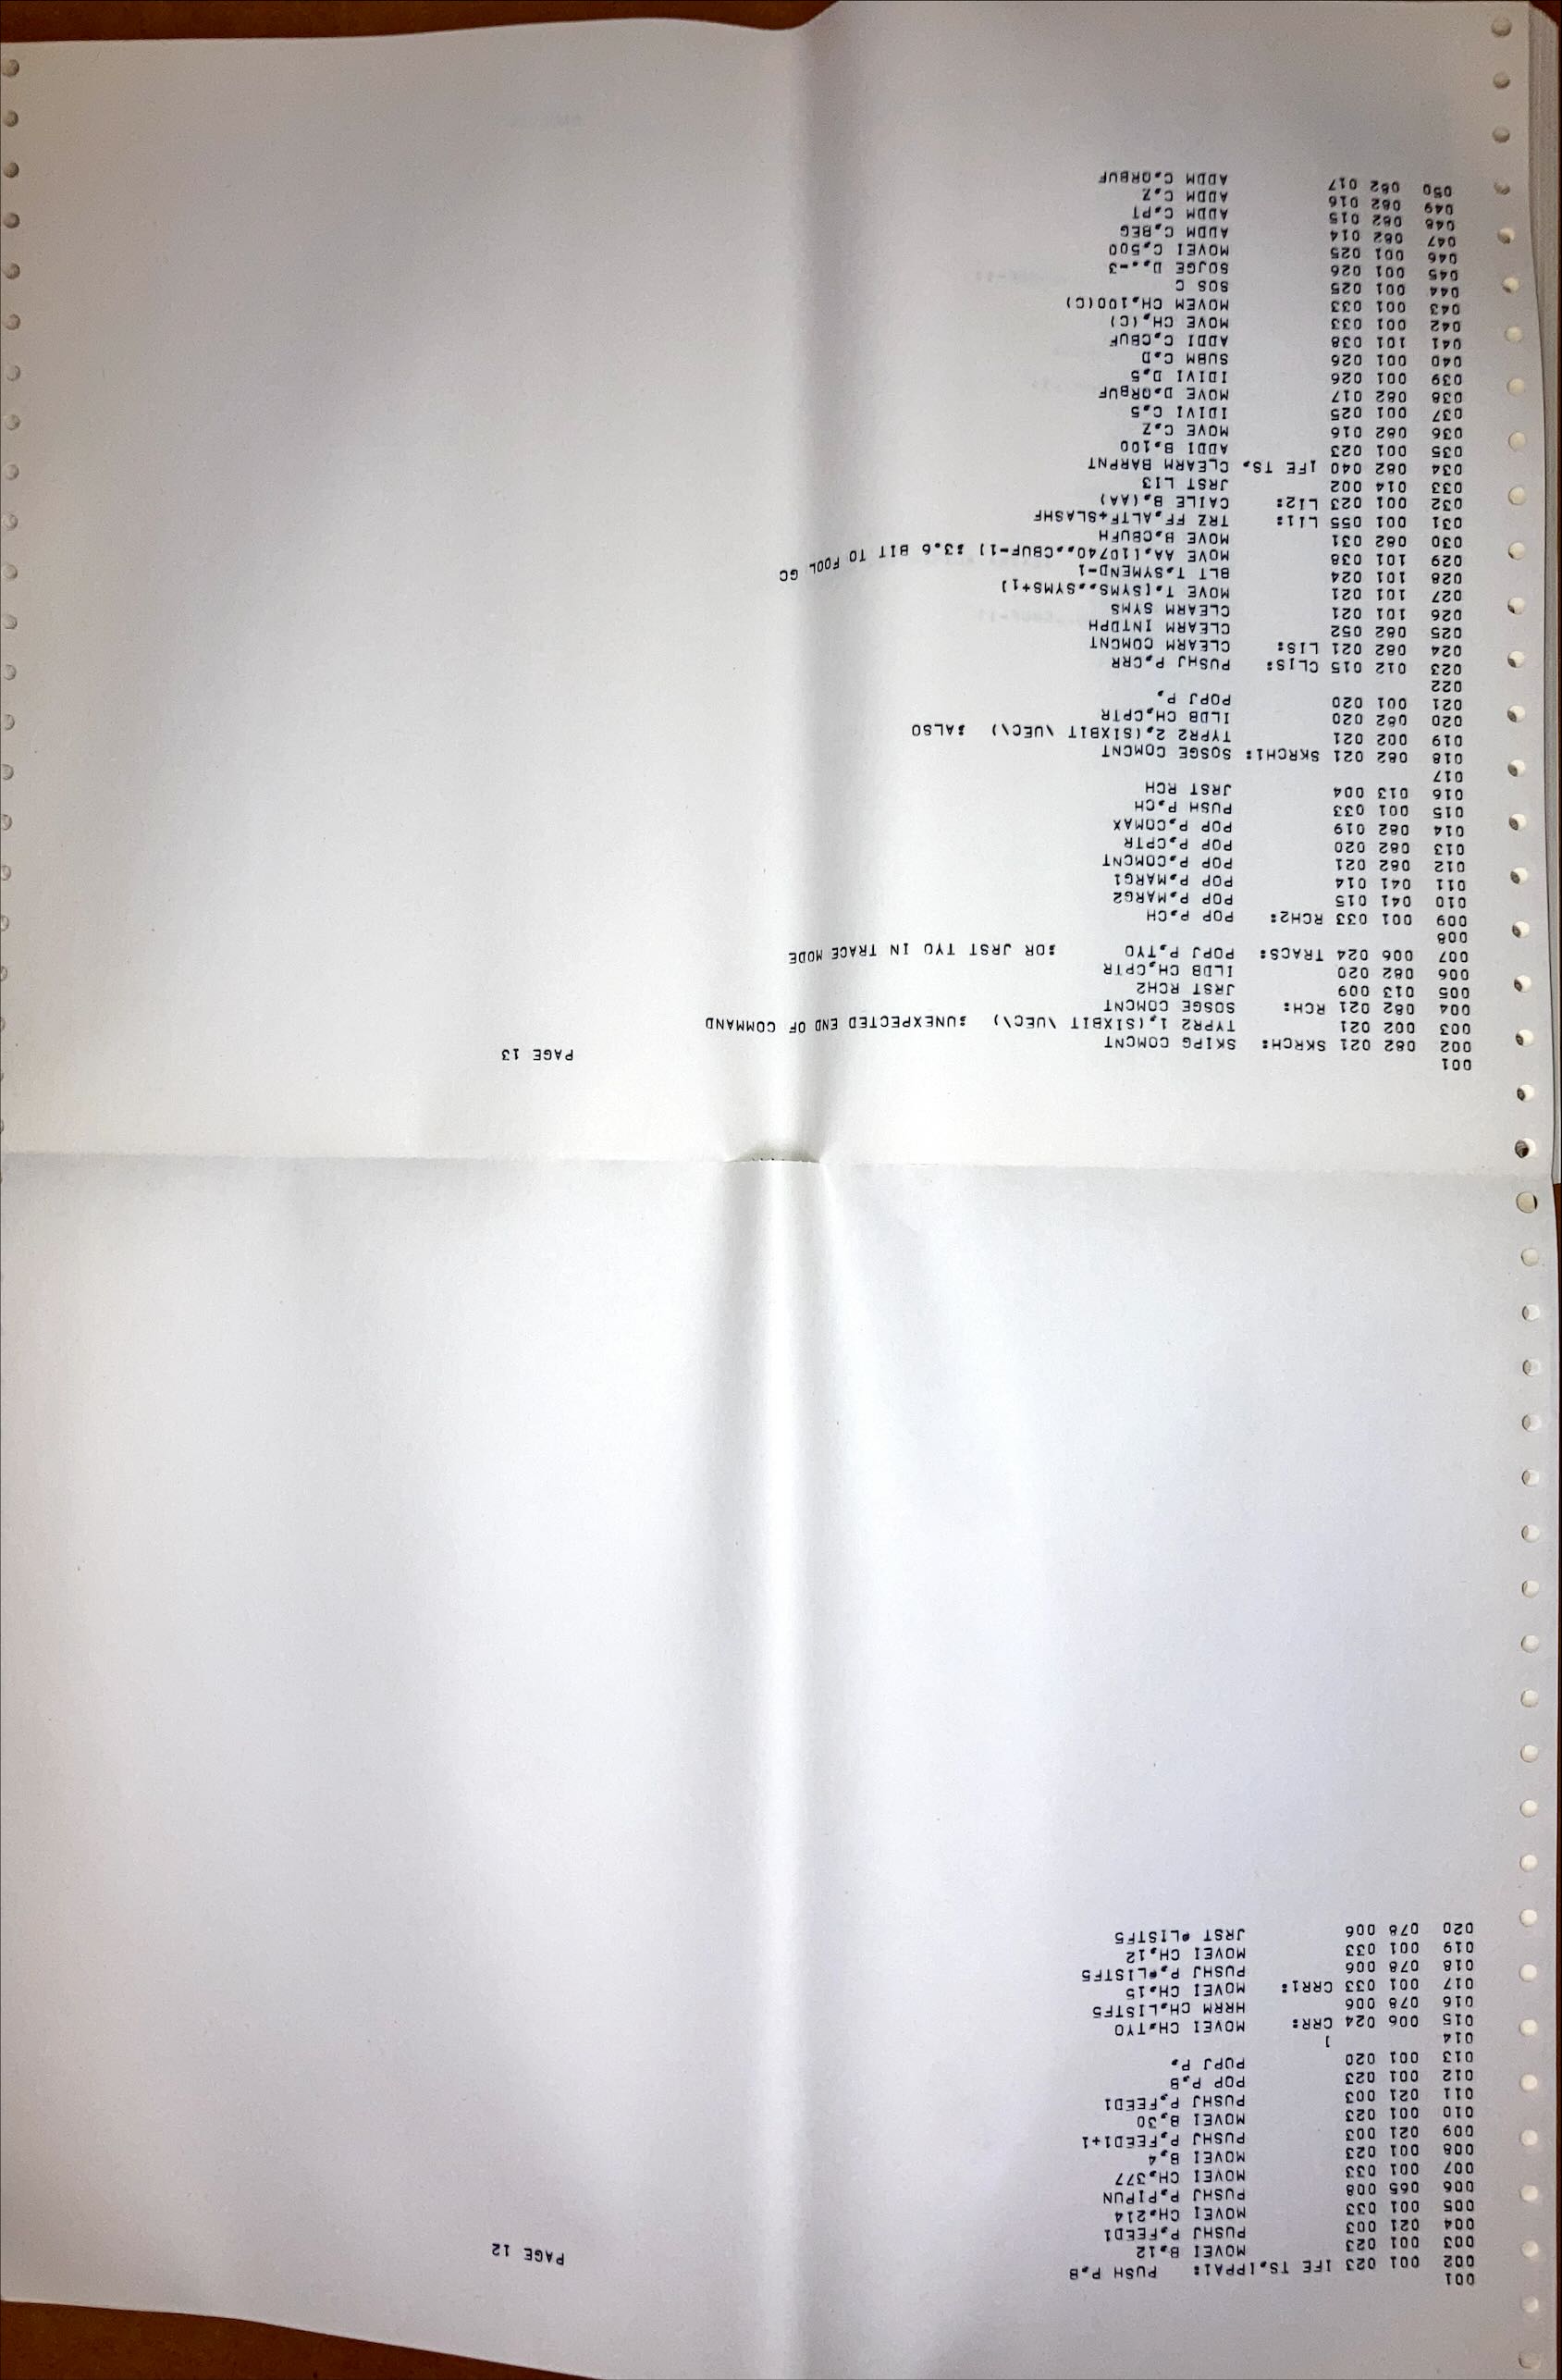 PAGE 12
001
002 001 023 IFE TS,[PPA1: PUSH P,B
003 001 023 MOVEI B,12
004 021 003 PUSHJ P,FEED1
005 001 033 MOVEI CH,214
006 065 008 PUSHJ P,PIPUN
007 001 033 MOVEI CH,377
008 001 023 MOVEI B,4
009 021 003 PUSHJ P,FEED1+1
010 001 023 MOVEI B,30
011 021 003 PUSHJ P,FEED1
012 001 023 POP P,B
013 001 020 POPJ P,
014 ]
015 006 024 CRR: MOVEI CH,TYO
016 078 006 HRRM CH,LISTF5
017 001 033 CRR1: MOVEI CH,15
018 078 006 PUSHJ P,@LISTF5
019 001 033 MOVEI CH,12
020 078 006 JRST @LISTF5
PAGE 13
001
002 082 021 SKRCH: SKIPG COMCNT
003 002 021 TYPR2 1,(SIXBIT \UEC\) ;UNEXPECTED END OF COMMAND
004 082 021 RCH: SOSGE COMCNT
005 013 009 JRST RCH2
006 082 020 ILDB CH,CPTR
007 006 024 TRACS: POPJ P,TYO ;OR JRST TYO IN TRACE MODE
008
009 001 033 RCH2: POP P,CH
010 041 015 POP P,MARG2
011 041 014 POP P,MARG1
012 082 021 POP P,COMCNT
013 082 020 POP P,CPTR
014 082 019 POP P,COMAX
015 001 033 PUSH P,CH
016 013 004 JRST RCH
017
018 082 021 SKRCH1: SOSGE COMCNT
019 002 021 TYPR2 2,(SIXBIT \UEC\) ;ALSO
020 082 020 ILDB CH,CPTR
021 001 020 POPJ P,
022
023 012 015 CLIS: PUSHJ P,CRR
024 082 021 LIS: CLEARM COMCNT
025 082 052 CLEARM INTDPH
026 101 021 CLEARM SYMS
027 101 021 MOVE T,[SYMS,,SYMS+1]
028 101 024 BLT T,SYMEND-1
029 101 038 MOVE AA,[10740,,CBUF-1] ;3.6 BIT TO FOOL GC
030 082 031 MOVE B,CBUFH
031 001 055 LI1: TRZ FF,ALTF+SLASHF
032 001 023 LI2: CAILE B,(AA)
033 014 002 JRST LI3
034 082 040 IFE TS, CLEARM BARPNT
035 001 023 ADDI B,100
036 082 016 MOVE C,Z
037 001 025 IDIVI C,5
038 082 017 MOVE D,QRBUF
039 001 026 IDIVI D,5
040 001 026 SUBM C,D
041 101 038 ADDI C,CBUF
042 001 033 MOVE CH,(C)
043 001 033 MOVEM CH,100(C)
044 001 025 SOS C
045 001 026 SOJGE D,.-3
046 001 025 MOVEI C,500
047 082 014 ADDM C,BEG
048 082 015 ADDM C,PT
049 082 016 ADDM C,Z
050 082 017 ADDM C,QRBUF